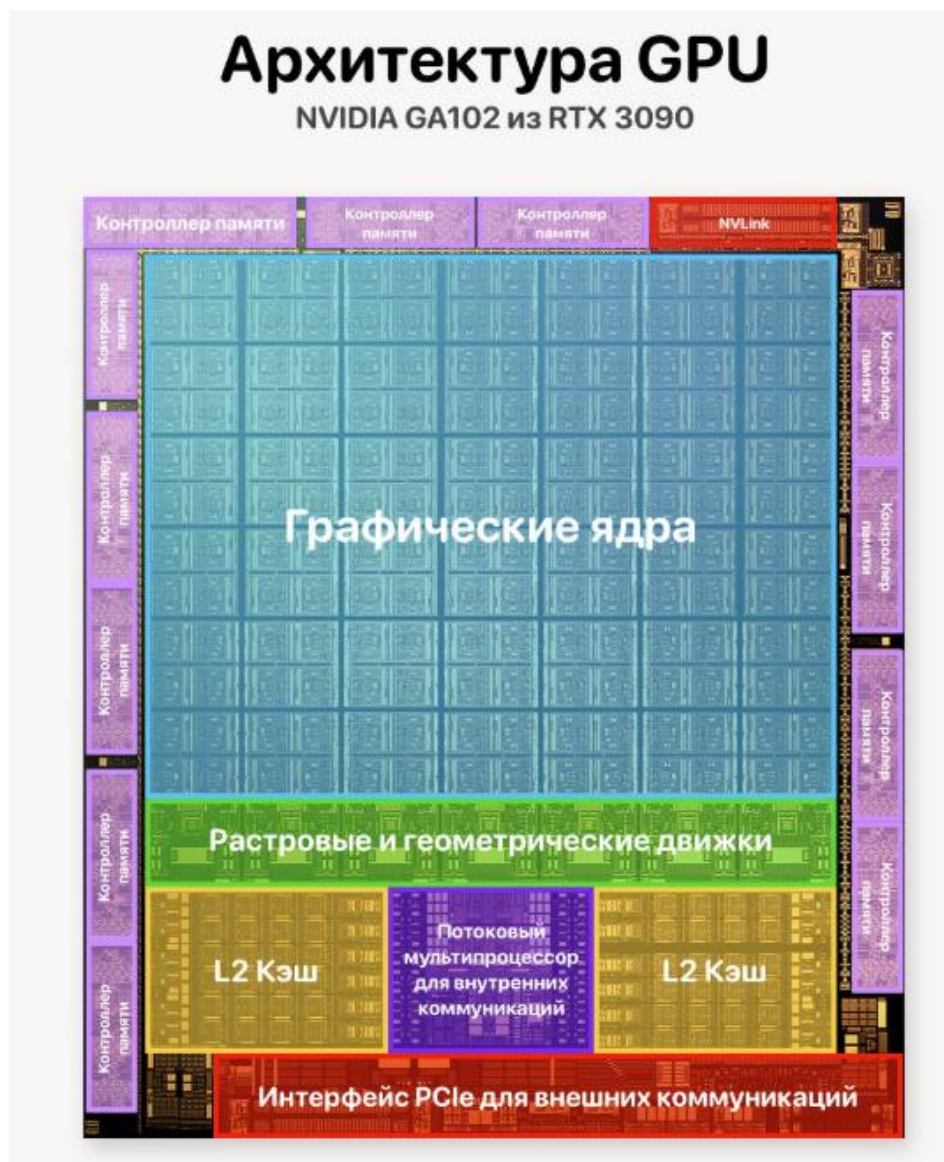 Архитектура GPU
NVIDIA GA102 из RTX 3090
Контроллер памяти
Контроллер
памяти
Контроллер
памяти
NVLink
Контроллер
памяти
Контроллер
памяти
Контроллер
памяти
Контроллер
памяти
Контроллер
памяти
Графические ядра
Контроллер
памяти
Контроллер
памяти
Контроллер
памяти
Контроллер
памяти
Растровые и геометрические движки
L2 Кэш
Потоковый
мультипроцессор
для внутренних
коммуникаций
L2 Кэш
Интерфейс PCIe для внешних коммуникаций